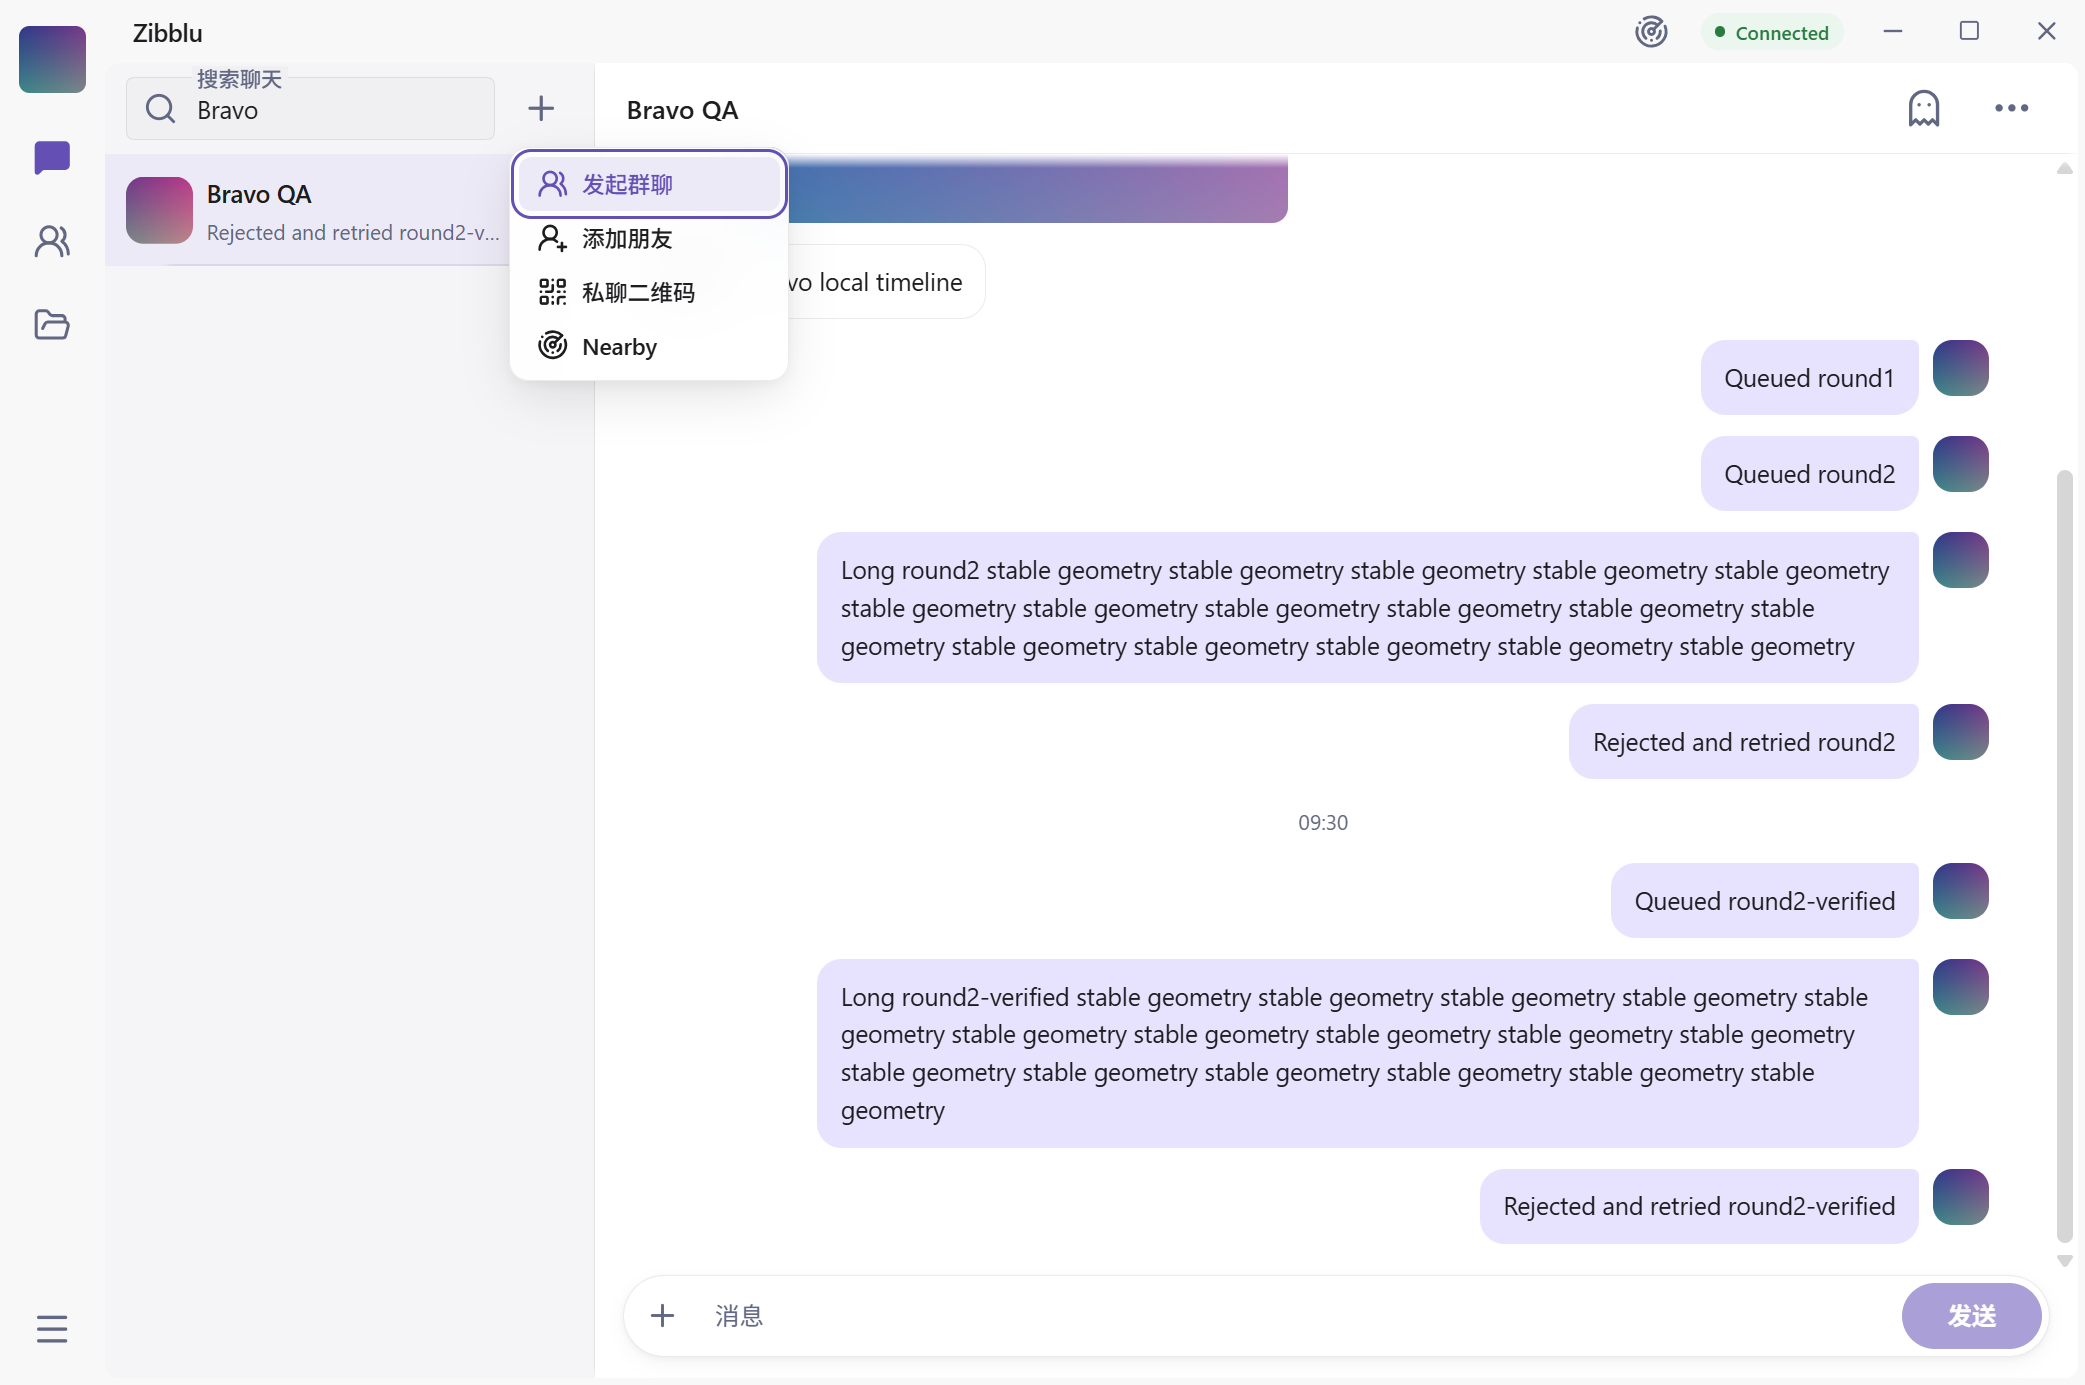 Zibblu
Connected
搜索聊天
Bravo
Bravo QA
Bravo QA
Rejected and retried round2-v...
发起群聊
添加朋友
私聊二维码
Nearby
vo local timeline
Queued round1
Queued round2
Long round2 stable geometry stable geometry stable geometry stable geometry stable geometry
stable geometry stable geometry stable geometry stable geometry stable geometry stable
geometry stable geometry stable geometry stable geometry stable geometry stable geometry
Rejected and retried round2
09:30
Queued round2-verified
Long round2-verified stable geometry stable geometry stable geometry stable geometry stable
geometry stable geometry stable geometry stable geometry stable geometry stable geometry
stable geometry stable geometry stable geometry stable geometry stable geometry stable
geometry
Rejected and retried round2-verified
消息
发送